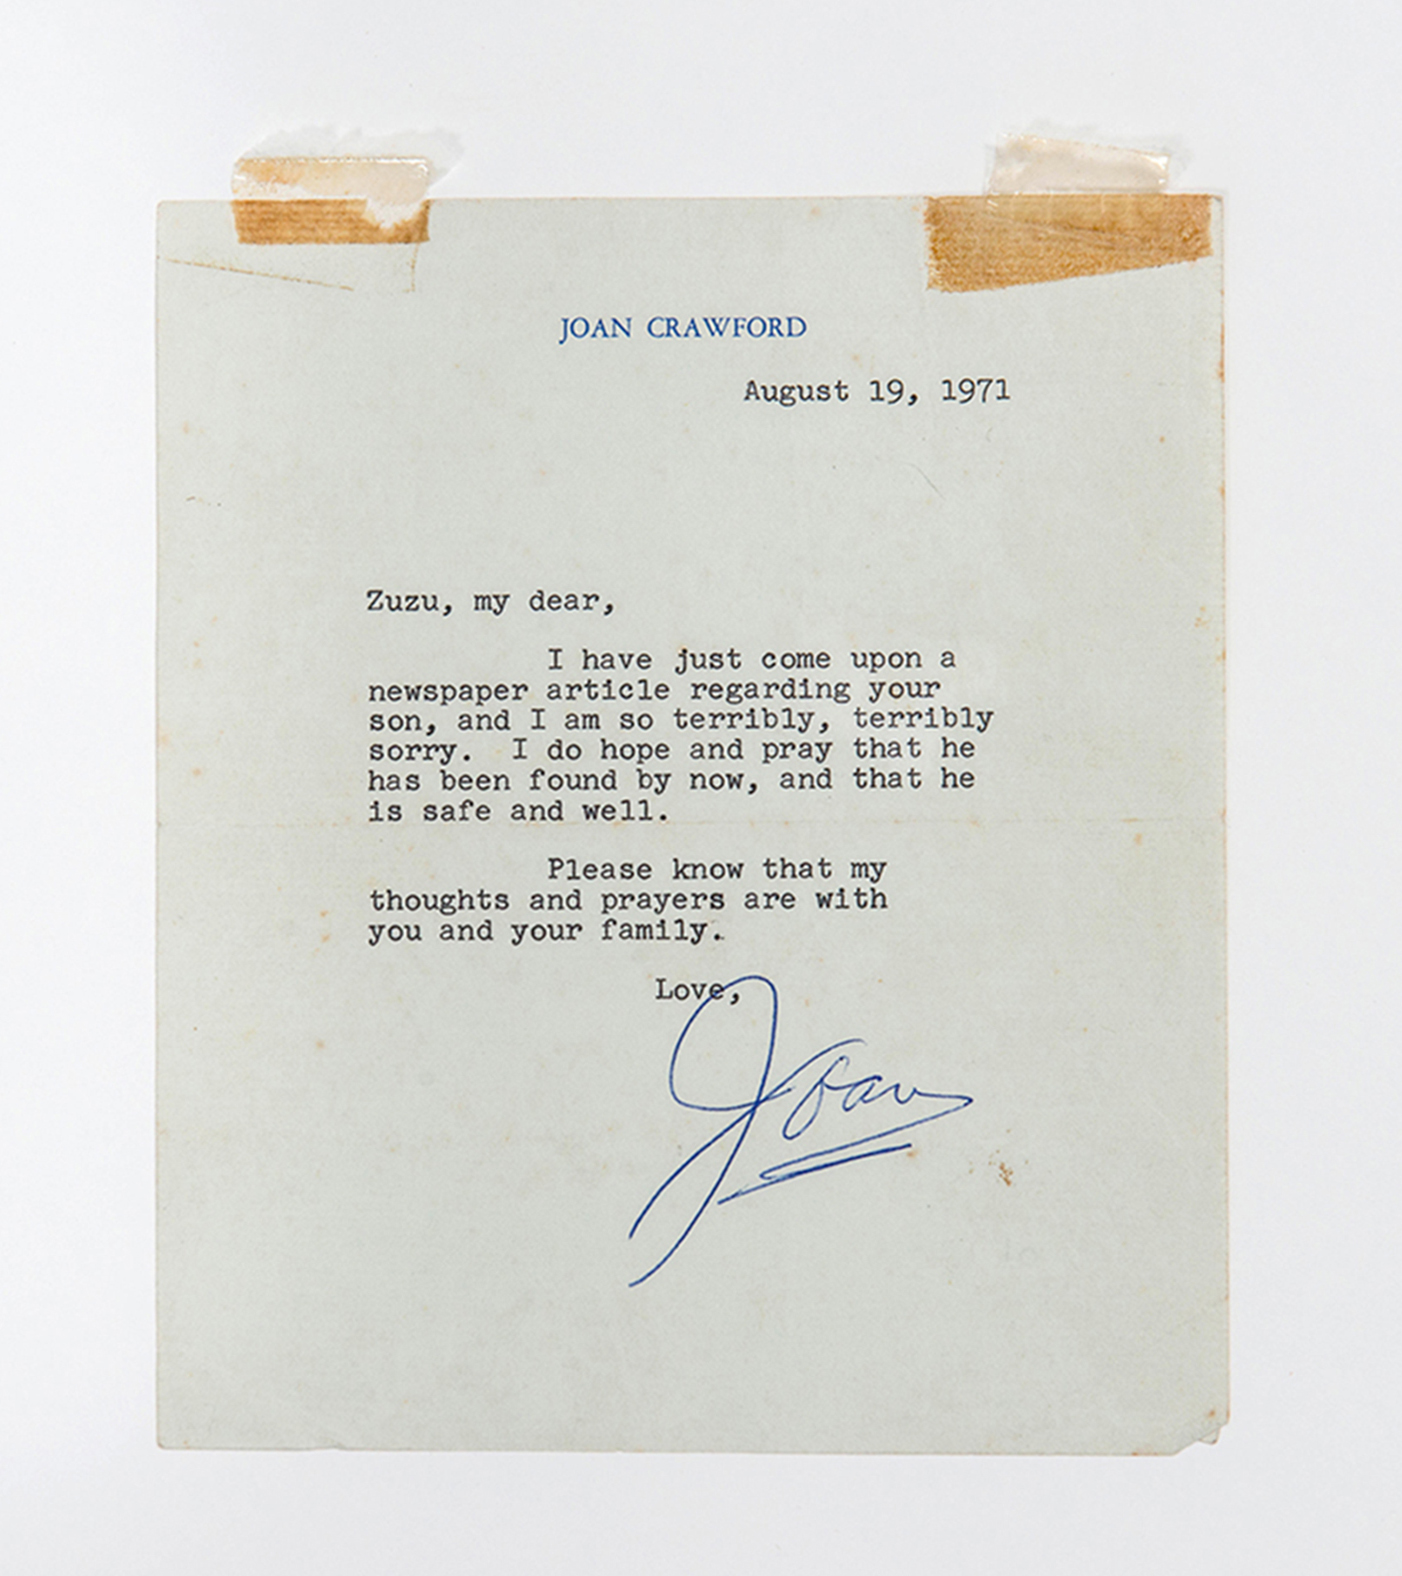 JOAN CRAWFORD
August 19, 1971
Zuzu, my dear,
I have just come upon a
newspaper article regarding your
son, and I am so terribly, terribly
sorry.  I do hope and pray that he
has been found by now, and that he
is safe and well.
Please know that my
thoughts and prayers are with
you and your family.
Love,
Joan